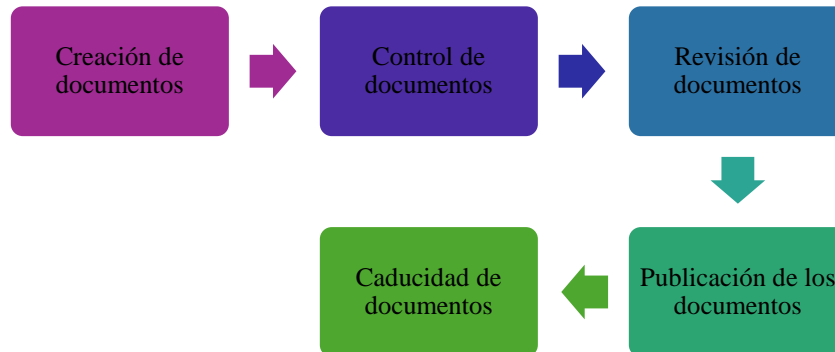 Creación de
documentos
Control de
documentos
Revisión de
documentos
Publicación de los
documentos
Caducidad de
documentos